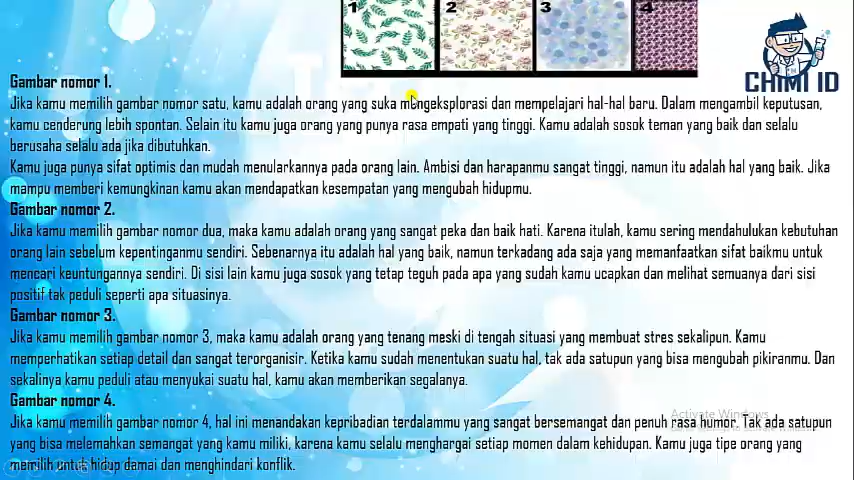 1 2 3 4
CHIMI ID
Gambar nomor 1.
Jika kamu memilih gambar nomor satu, kamu adalah orang yang suka mengeksplorasi dan mempelajari hal-hal baru. Dalam mengambil keputusan,
kamu cenderung lebih spontan. Selain itu kamu juga orang yang punya rasa empati yang tinggi. Kamu adalah sosok teman yang baik dan selalu
berusaha selalu ada jika dibutuhkan.
Kamu juga punya sifat optimis dan mudah menularkannya pada orang lain. Ambisi dan harapanmu sangat tinggi, namun itu adalah hal yang baik. Jika
mampu memberi kemungkinan kamu akan mendapatkan kesempatan yang mengubah hidupmu.
Gambar nomor 2.
Jika kamu memilih gambar nomor dua, maka kamu adalah orang yang sangat peka dan baik hati. Karena itulah, kamu sering mendahulukan kebutuhan
orang lain sebelum kepentinganmu sendiri. Sebenarnya itu adalah hal yang baik, namun terkadang ada saja yang memanfaatkan sifat baikmu untuk
mencari keuntungannya sendiri. Di sisi lain kamu juga sosok yang tetap teguh pada apa yang sudah kamu ucapkan dan melihat semuanya dari sisi
positif tak peduli seperti apa situasinya.
Gambar nomor 3.
Jika kamu memilih gambar nomor 3, maka kamu adalah orang yang tenang meski di tengah situasi yang membuat stres sekalipun. Kamu
memperhatikan setiap detail dan sangat terorganisir. Ketika kamu sudah menentukan suatu hal, tak ada satupun yang bisa mengubah pikiranmu. Dan
sekalinya kamu peduli atau menyukai suatu hal, kamu akan memberikan segalanya.
Gambar nomor 4.
Activate Windows
Jika kamu memilih gambar nomor 4, hal ini menandakan kepribadian terdalammu yang sangat bersemangat dan penuh rasa humor. Tak ada satupun
yang bisa melemahkan semangat yang kamu miliki, karena kamu selalu menghargai setiap momen dalam kehidupan. Kamu juga tipe orang yang
memilih untuk hidup damai dan menghindari konflik.